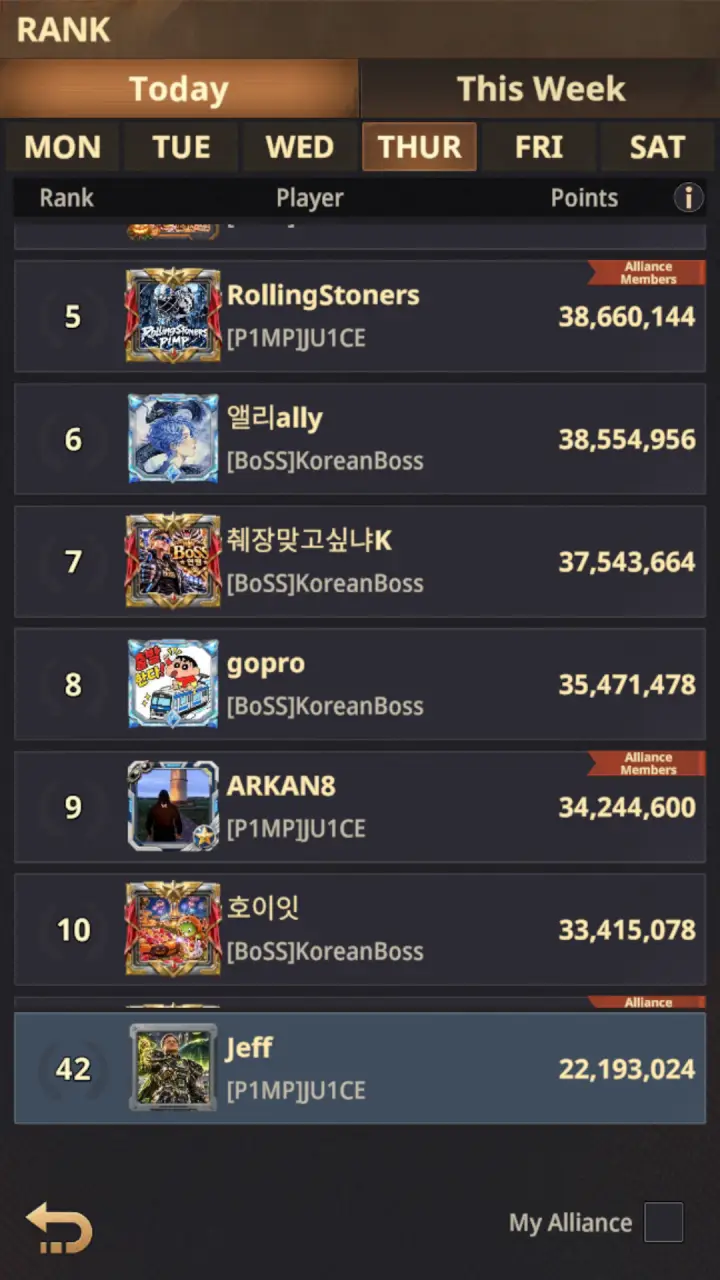 RANK
Today
This Week
MON
TUE
WED
THUR
FRI
SAT
Rank
Player
Points
Alliance
Members
5
RollingStoners
[P1MP]JU1CE
38,660,144
6
앨리ally
[BoSS]KoreanBoss
38,554,956
7
췌장맞고싶냐K
[BoSS]KoreanBoss
37,543,664
8
gopro
[BoSS]KoreanBoss
35,471,478
Alliance
Members
9
ARKAN8
[P1MP]JU1CE
34,244,600
10
호이잇
[BoSS]KoreanBoss
33,415,078
Alliance
42
Jeff
[P1MP]JU1CE
22,193,024
My Alliance